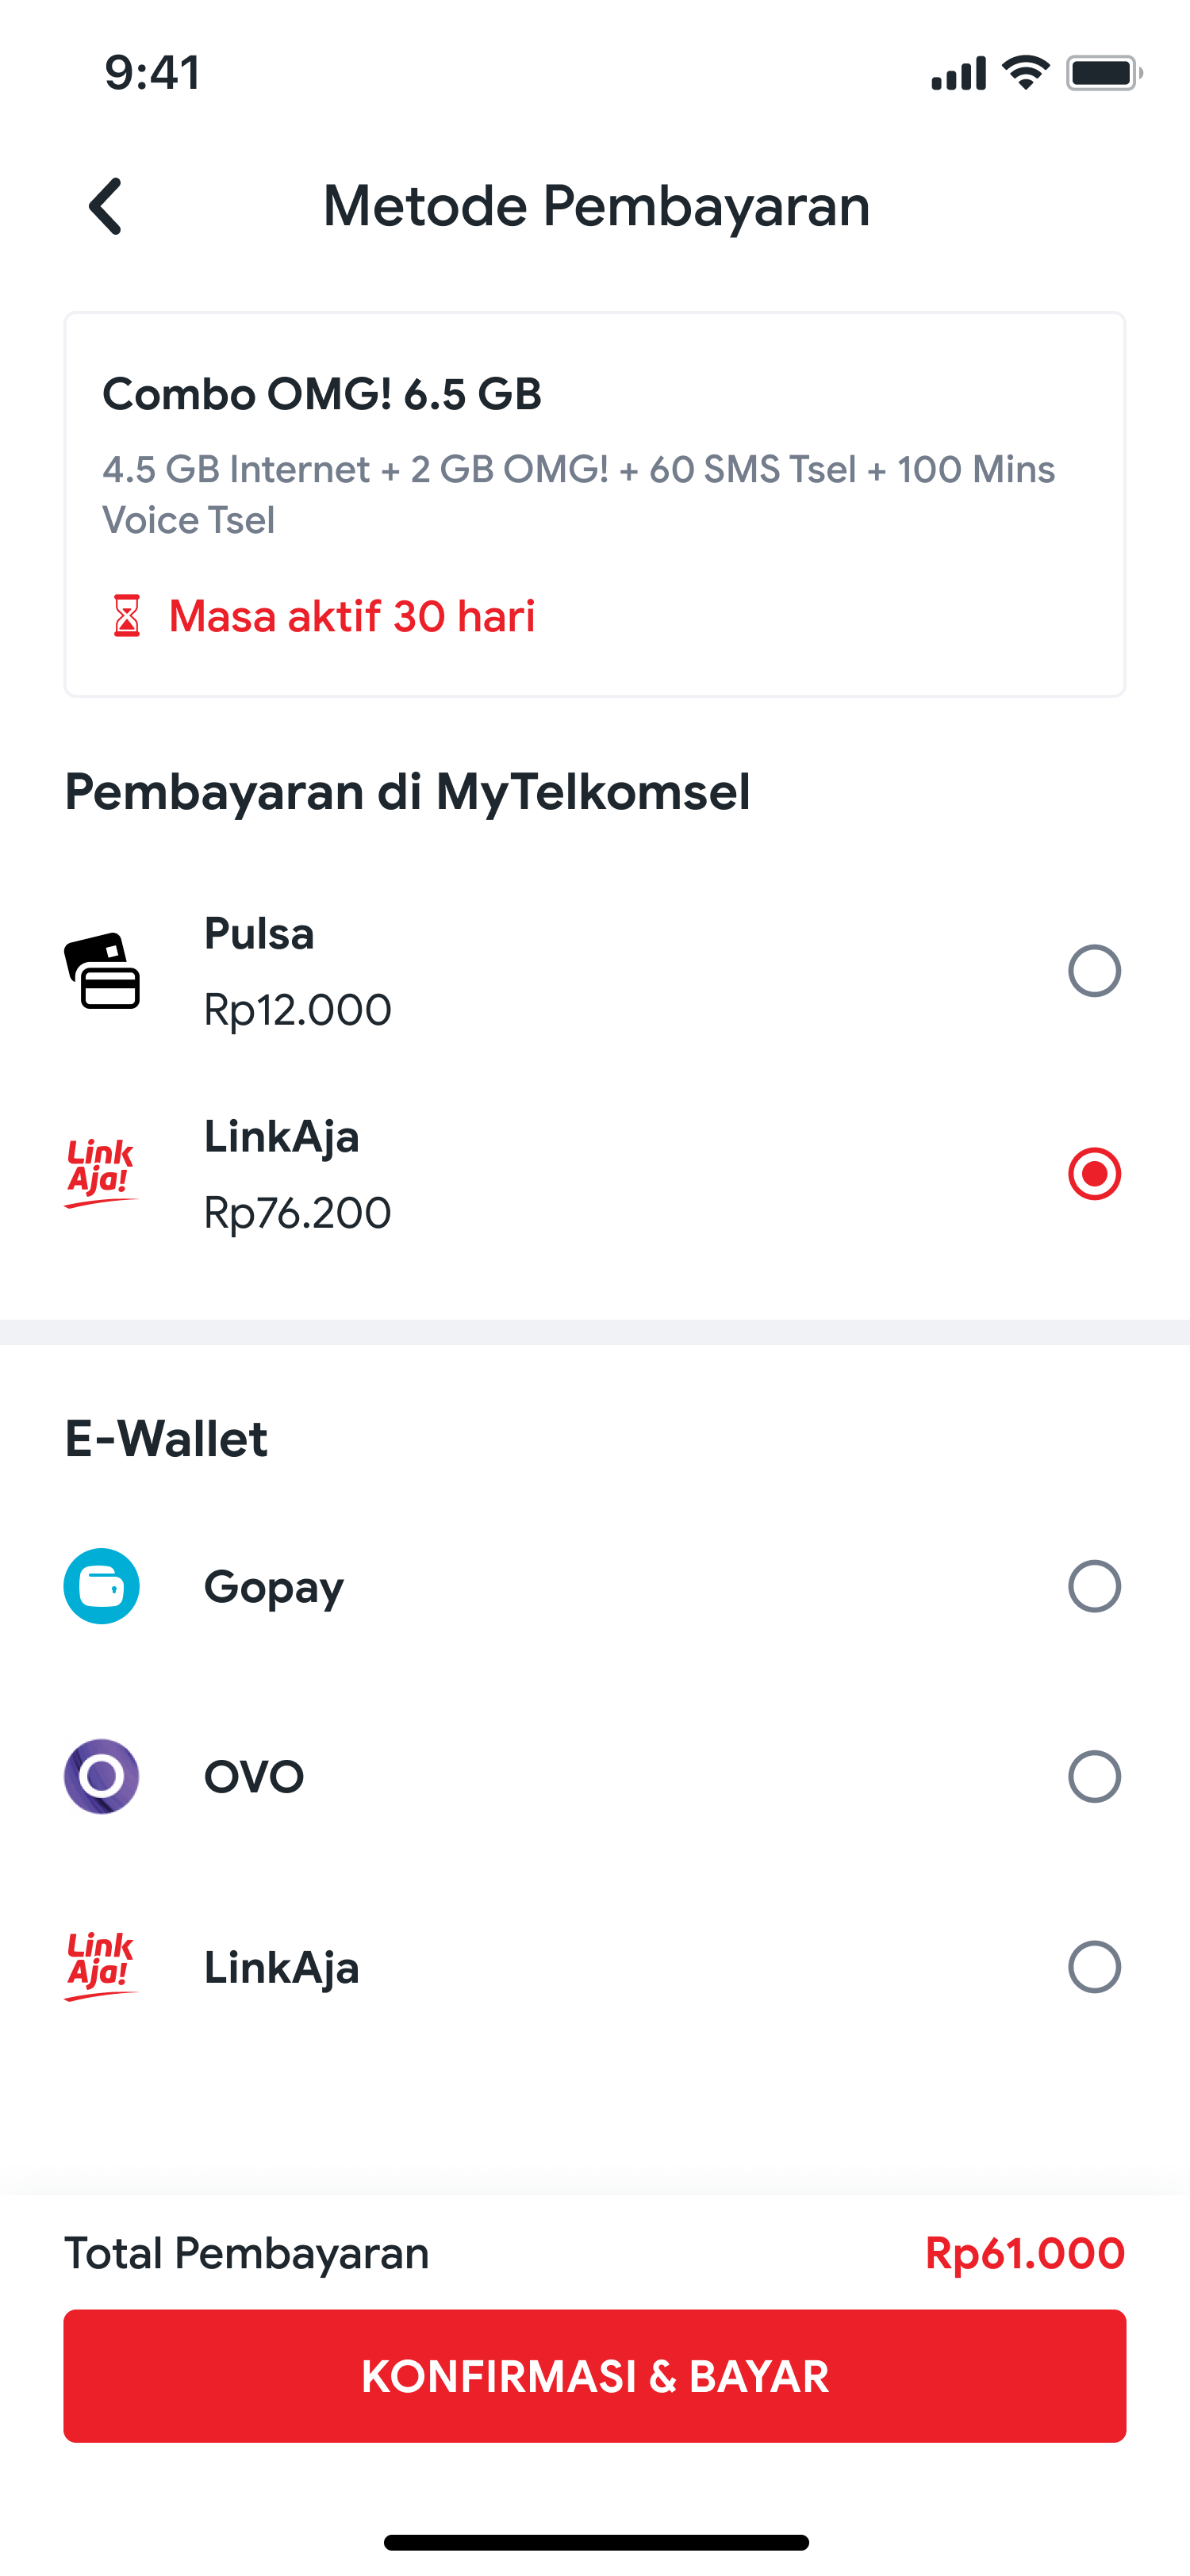 9:41
Metode Pembayaran
Combo OMG! 6.5 GB
4.5 GB Internet + 2 GB OMG! + 60 SMS Tsel + 100 Mins
Voice Tsel
Masa aktif 30 hari
Pembayaran di MyTelkomsel
Pulsa
Rp12.000
Link
Aja!
LinkAja
Rp76.200
E-Wallet
Gopay
OVO
Link
Aja!
LinkAja
Total Pembayaran
Rp61.000
KONFIRMASI & BAYAR